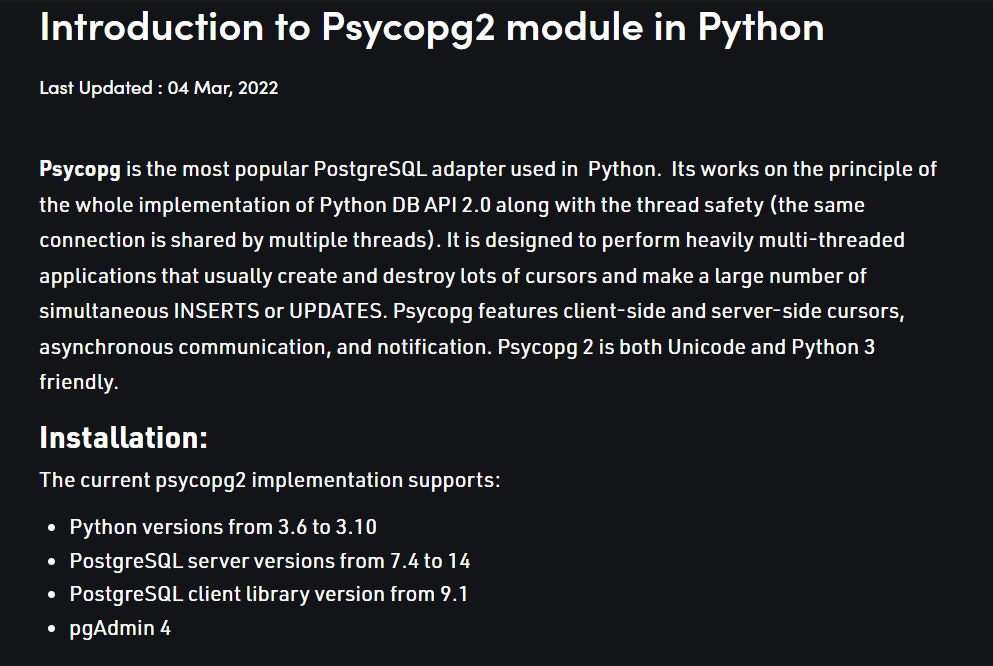 Introduction to Psycopg2 module in Python
Last Updated : 04 Mar, 2022
Psycopg is the most popular PostgreSQL adapter used in  Python.  Its works on the principle of
the whole implementation of Python DB API 2.0 along with the thread safety (the same
connection is shared by multiple threads). It is designed to perform heavily multi-threaded
applications that usually create and destroy lots of cursors and make a large number of
simultaneous INSERTS or UPDATES. Psycopg features client-side and server-side cursors,
asynchronous communication, and notification. Psycopg 2 is both Unicode and Python 3
friendly.
Installation:
The current psycopg2 implementation supports:
• Python versions from 3.6 to 3.10
• PostgreSQL server versions from 7.4 to 14
• PostgreSQL client library version from 9.1
• pgAdmin 4